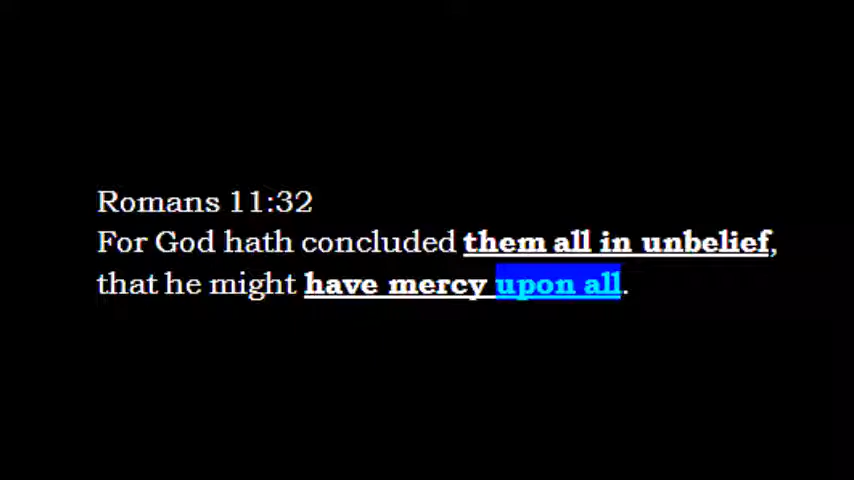 Romans 11:32
For God hath concluded them all in unbelief,
that he might have mercy upon all.